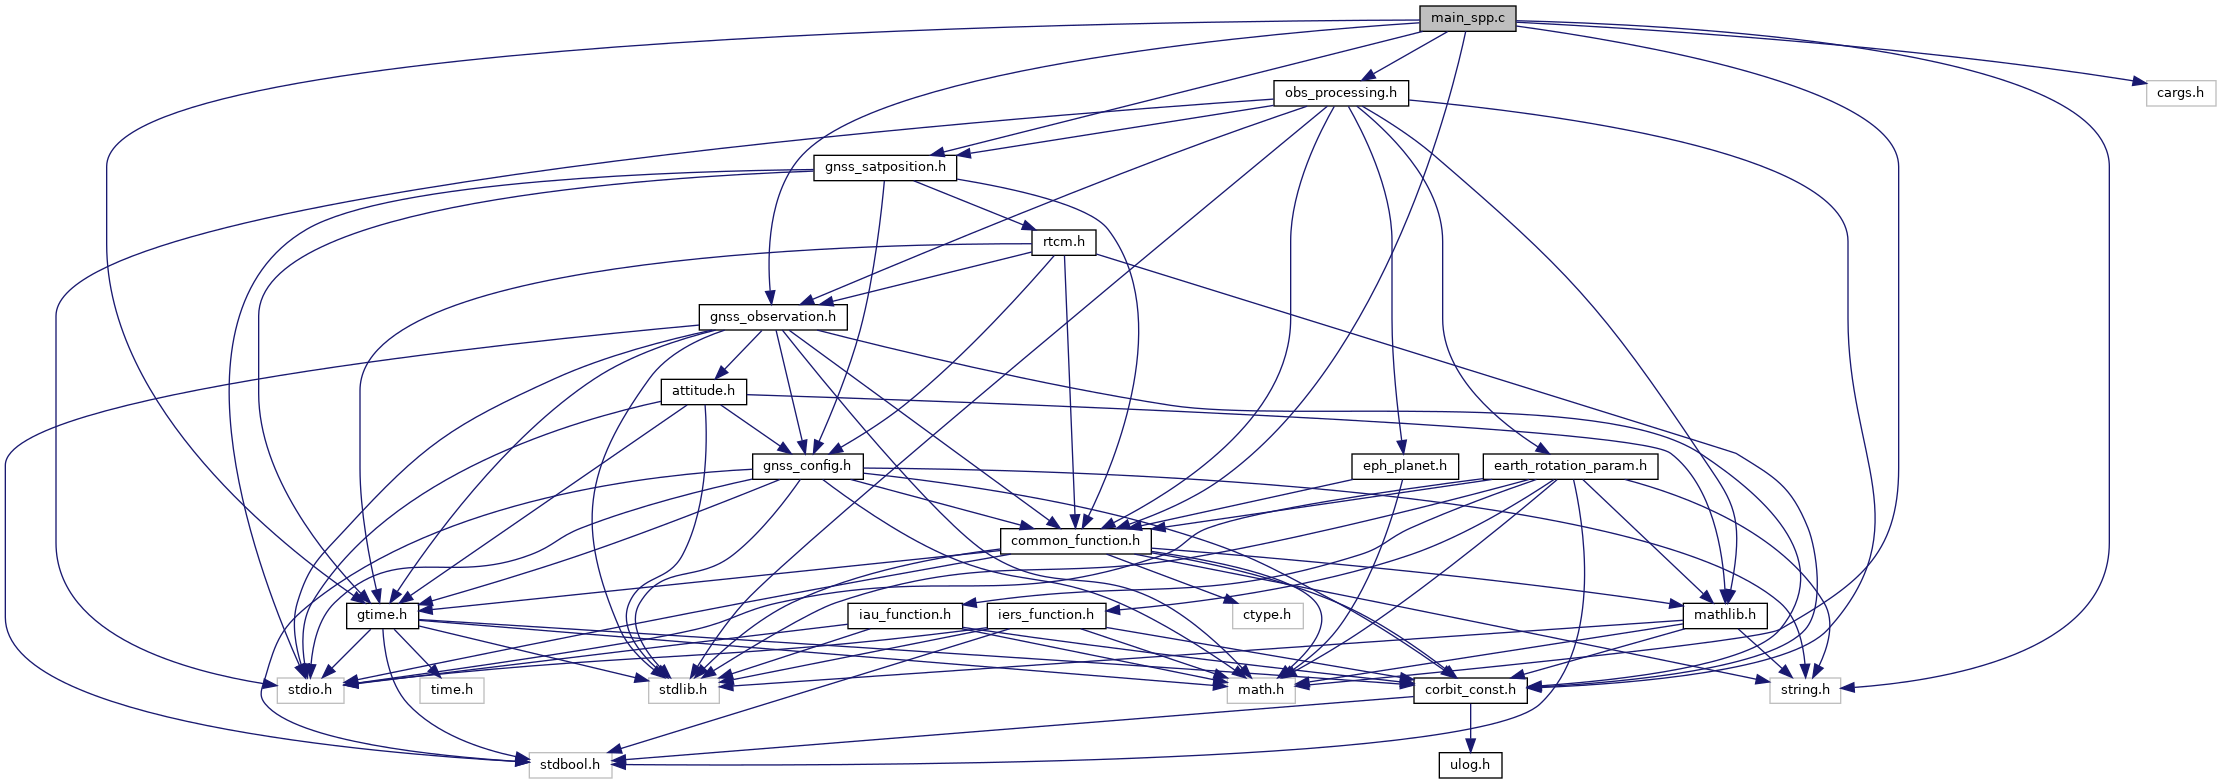 main_spp.c
obs_processing.h
cargs.h
gnss_satposition.h
rtcm.h
gnss_observation.h
attitude.h
gnss_config.h
eph_planet.h
earth_rotation_param.h
common_function.h
gtime.h
iau_function.h
iers_function.h
ctype.h
mathlib.h
stdio.h
time.h
stdlib.h
math.h
corbit_const.h
string.h
stdbool.h
ulog.h